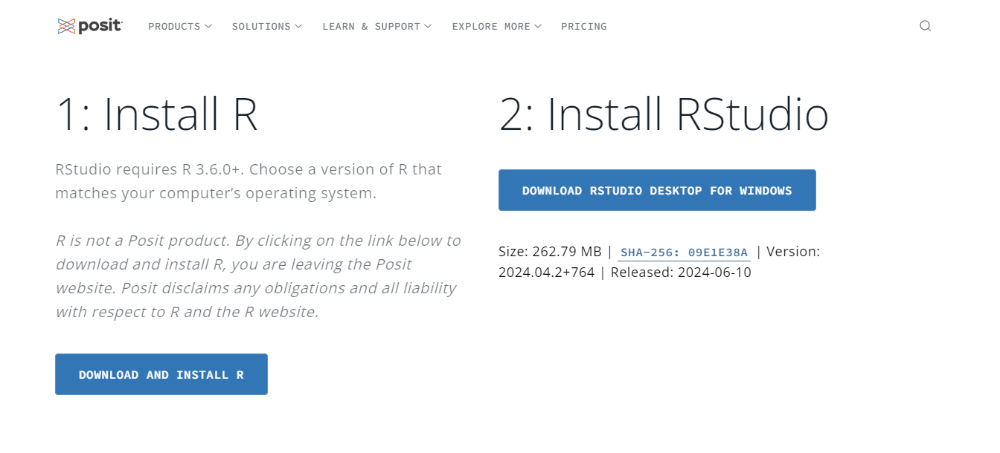 posit
PRODUCTS
SOLUTIONS
LEARN & SUPPORT
EXPLORE MORE
PRICING
1: Install R
RStudio requires R 3.6.0+. Choose a version of R that
matches your computer’s operating system.
R is not a Posit product. By clicking on the link below to
download and install R, you are leaving the Posit
website. Posit disclaims any obligations and all liability
with respect to R and the R website.
DOWNLOAD AND INSTALL R
2: Install RStudio
DOWNLOAD RSTUDIO DESKTOP FOR WINDOWS
Size: 262.79 MB | SHA-256: 09E1E38A | Version:
2024.04.2+764 | Released: 2024-06-10